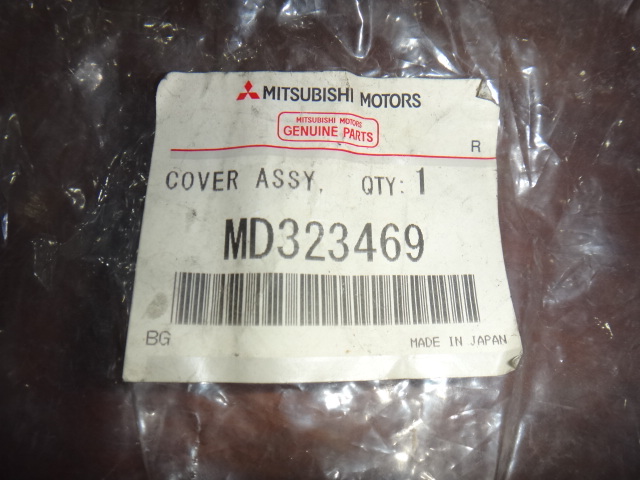 MITSUBISHI MOTORS
MITSUBISHI MOTORS
GENUINE PARTS
R
COVER ASSY, QTY: 1
MD323469
BG MADE IN JAPAN